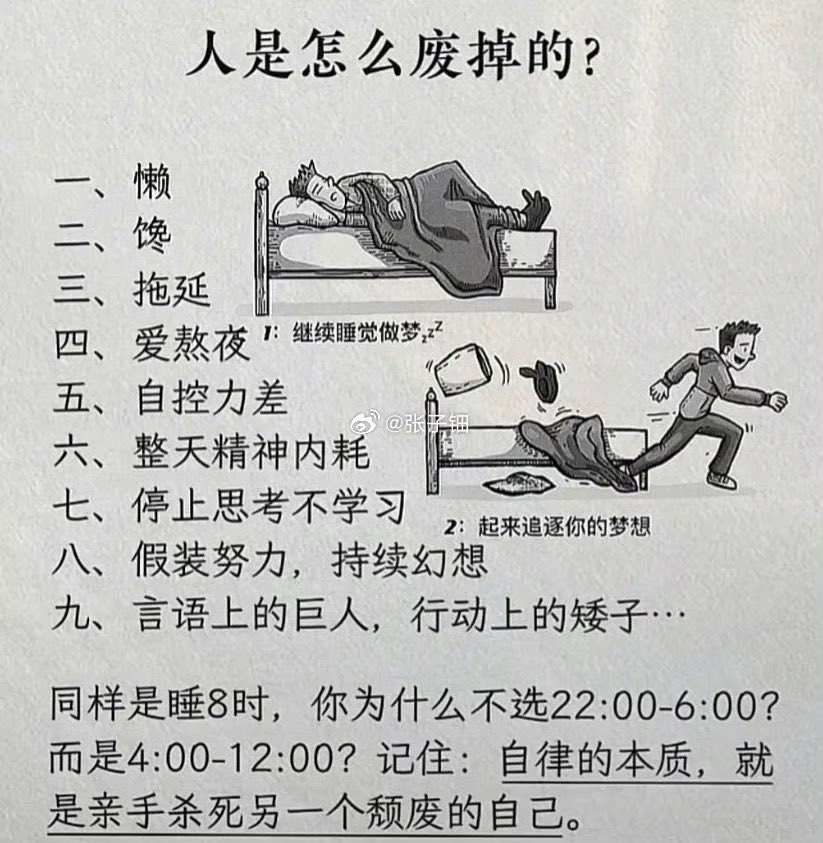 人是怎么废掉的?
一、懒
二、馋
三、拖延
四、爱熬夜
1：继续睡觉做梦zzZ
五、自控力差
@张子钿
六、整天精神内耗
七、停止思考不学习
2：起来追逐你的梦想
八、假装努力，持续幻想
九、言语上的巨人，行动上的矮子…
同样是睡8时，你为什么不选22:00-6:00?
而是4:00-12:00? 记住：自律的本质，就
是亲手杀死另一个颓废的自己。